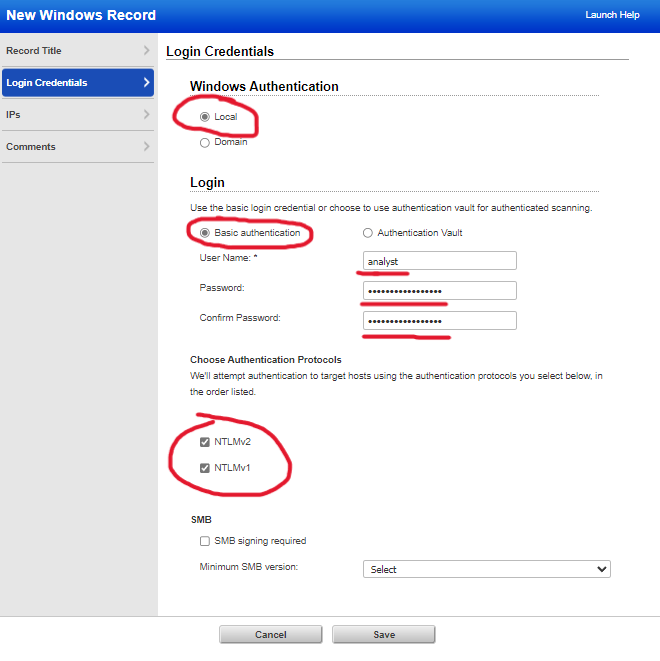 New Windows Record
Launch Help
Record Title
Login Credentials
IPs
Comments
Login Credentials
Windows Authentication
Local
Domain
Login
Use the basic login credential or choose to use authentication vault for authenticated scanning.
Basic authentication
Authentication Vault
User Name: *
analyst
Password:
•••••••••••••••••
Confirm Password:
•••••••••••••••••
Choose Authentication Protocols
We'll attempt authentication to target hosts using the authentication protocols you select below, in
the order listed.
NTLMv2
NTLMv1
SMB
SMB signing required
Minimum SMB version:
Select
Cancel
Save